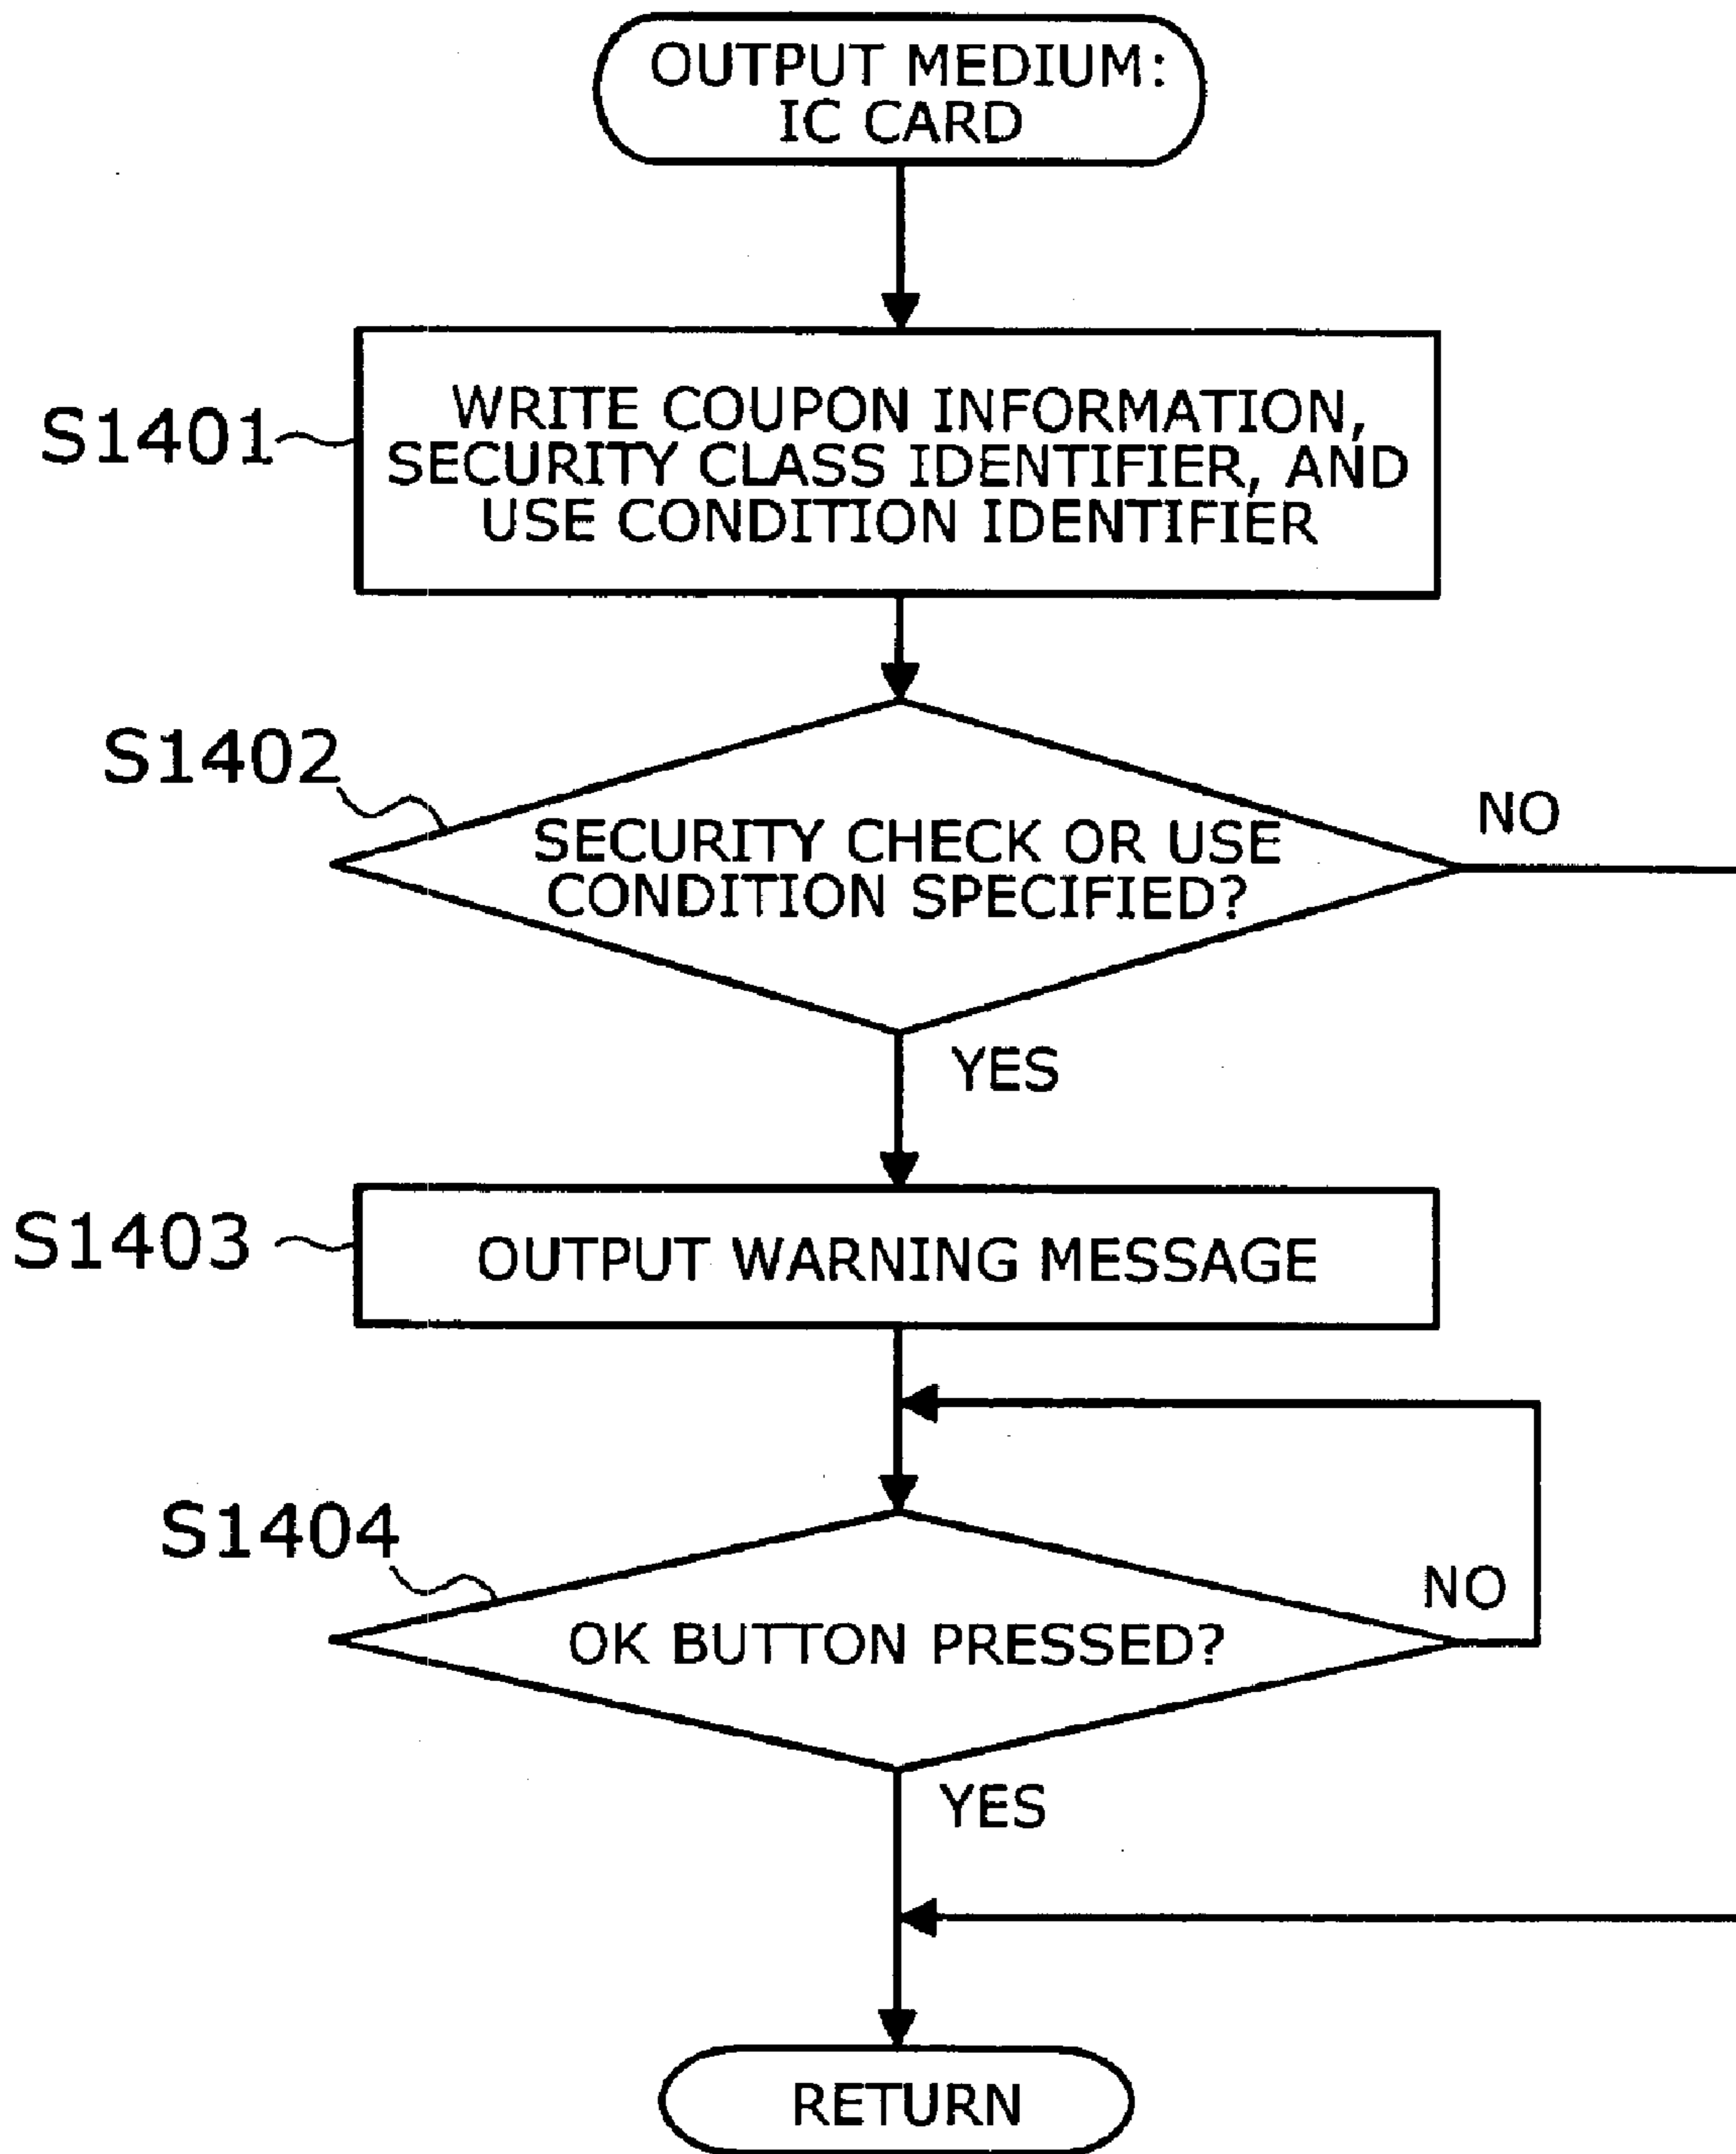 OUTPUT MEDIUM:
IC CARD
S1401
WRITE COUPON INFORMATION,
SECURITY CLASS IDENTIFIER, AND
USE CONDITION IDENTIFIER
S1402
SECURITY CHECK OR USE
CONDITION SPECIFIED?
NO
YES
S1403
OUTPUT WARNING MESSAGE
S1404
OK BUTTON PRESSED?
NO
YES
RETURN